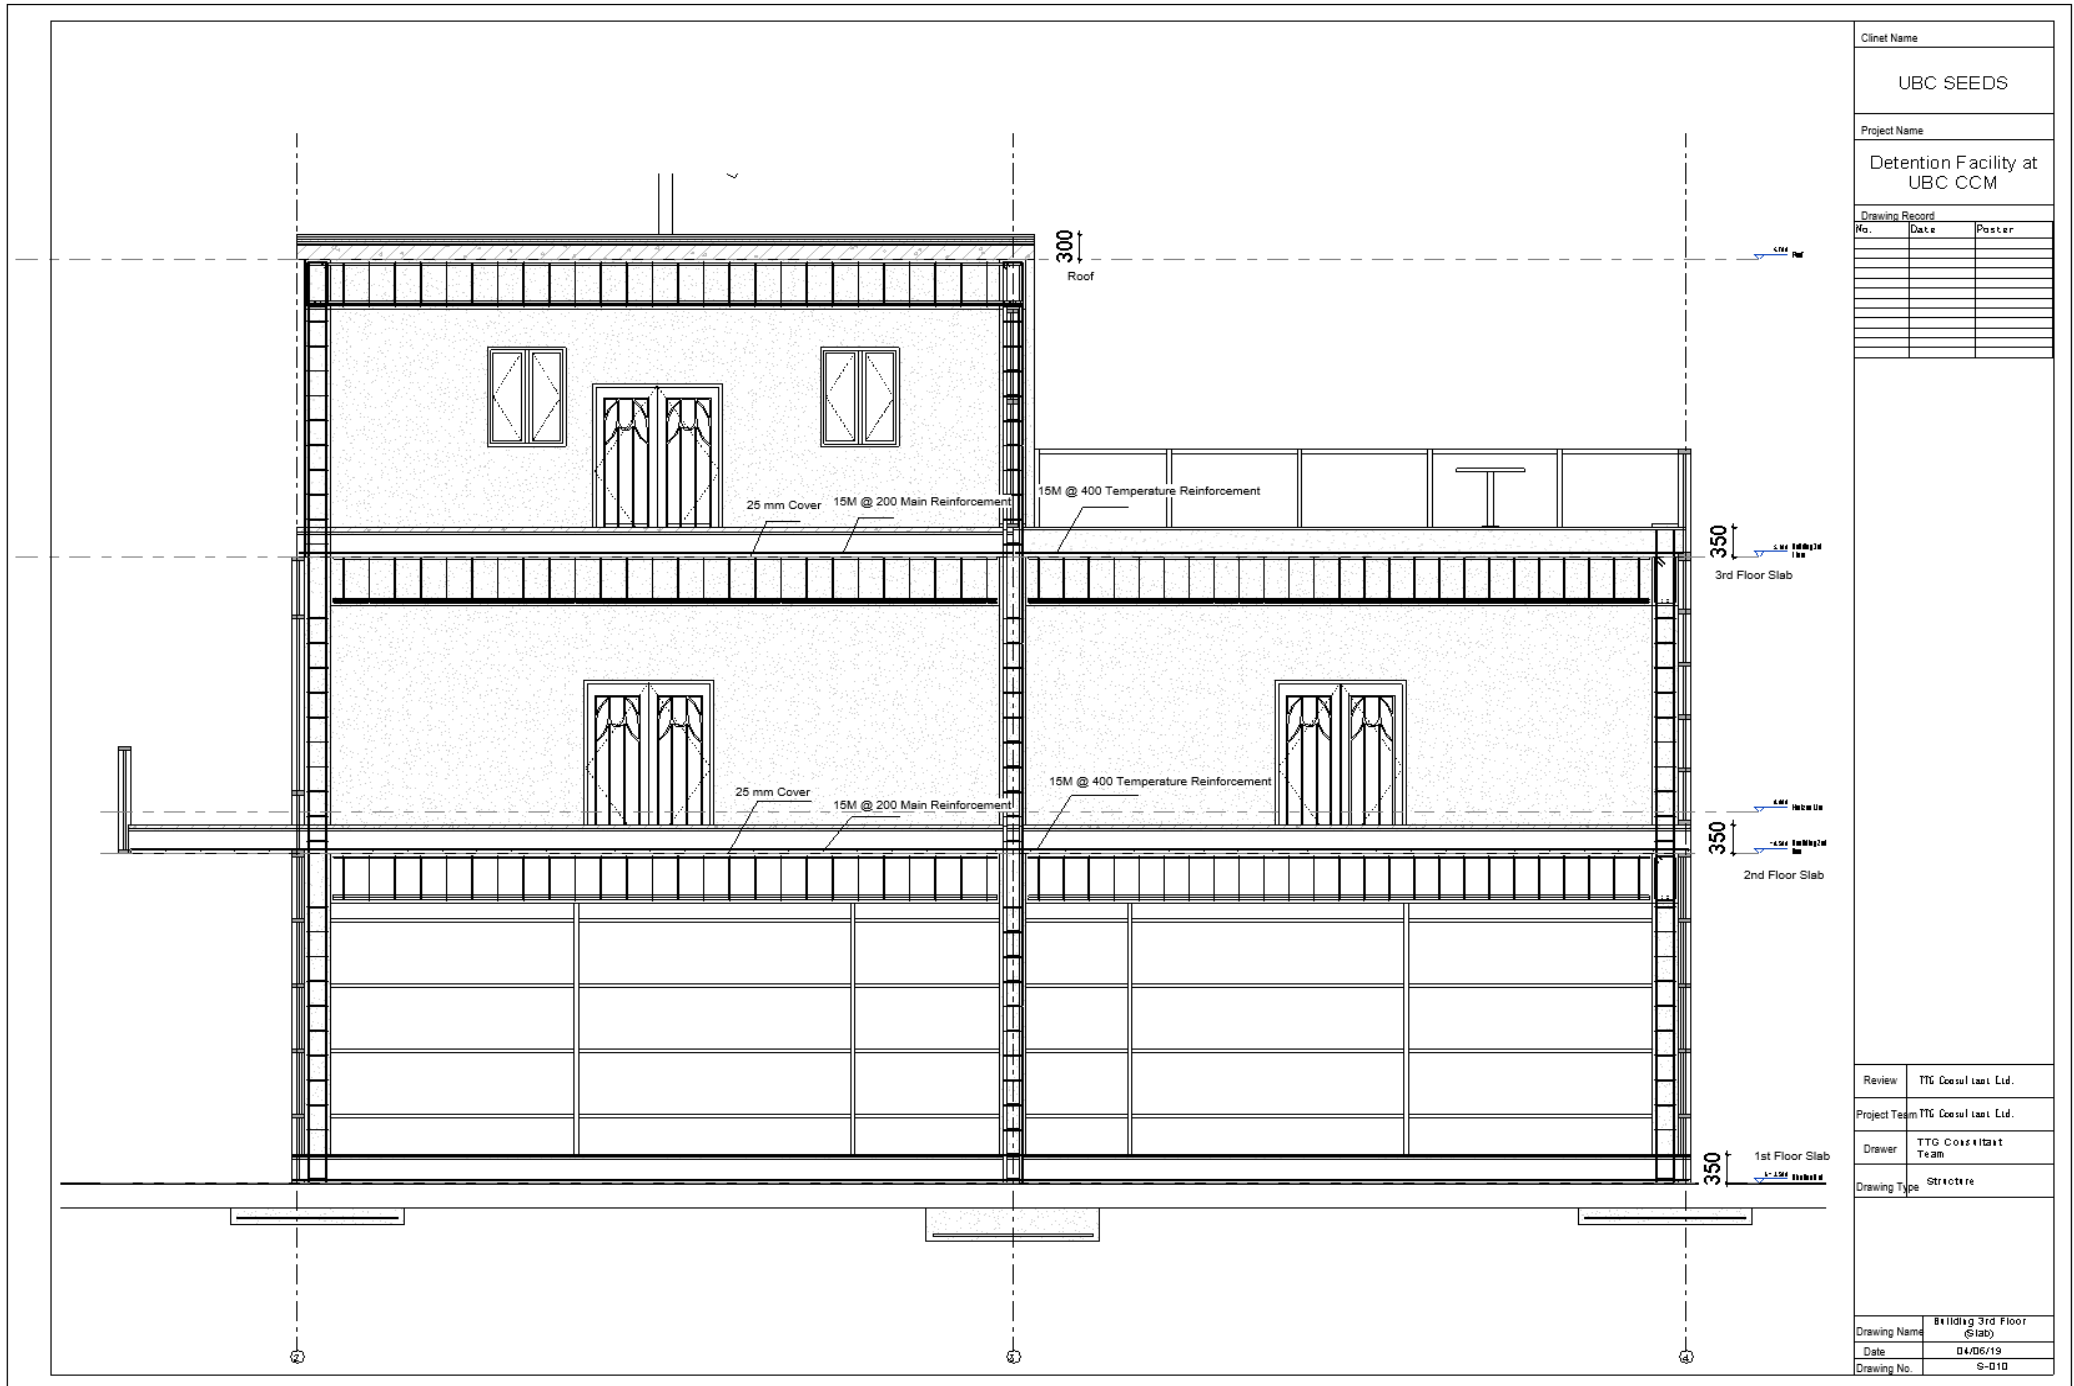 Clinet Name
UBC SEEDS
Project Name
Detention Facility at
UBC CCM
Drawing Record
No. Date Poster
300
Roof
Roof
25 mm Cover
15M @ 200 Main Reinforcement
15M @ 400 Temperature Reinforcement
350
3rd Floor Slab
25 mm Cover
15M @ 200 Main Reinforcement
15M @ 400 Temperature Reinforcement
350
2nd Floor Slab
350
1st Floor Slab
Review TTG Consultant Ltd.
Project Team TTG Consultant Ltd.
Drawer TTG Consultant
Team
Drawing Type Structure
2
3
4
Drawing Name Building 3rd Floor
(Slab)
Date 04/06/19
Drawing No. S-010